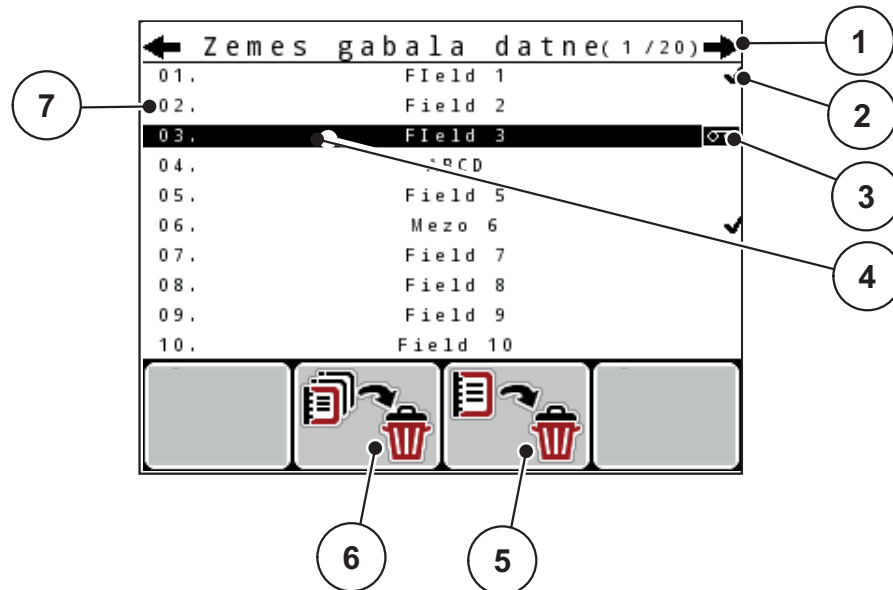 Zemes gabala datne(1/20)
01. FIeld 1
02. Field 2
03. FIeld 3
04. ABCD
05. Field 5
06. Mezo 6
07. Field 7
08. Field 8
09. Field 9
10. Field 10
1
2
3
4
5
6
7